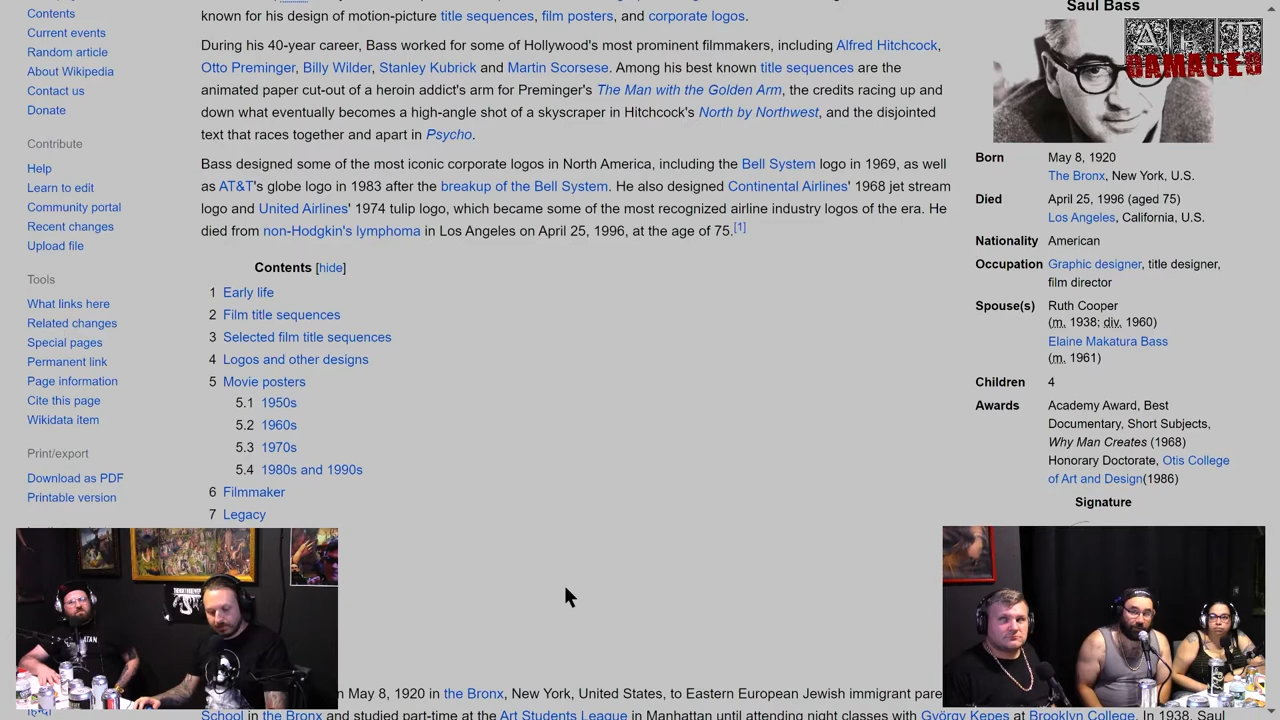 Saul Bass
ALT
DAMAGED
Contents
Current events
Random article
About Wikipedia
Contact us
Donate
Contribute
Help
Learn to edit
Community portal
Recent changes
Upload file
Tools
What links here
Related changes
Special pages
Permanent link
Page information
Cite this page
Wikidata item
Print/export
Download as PDF
Printable version
known for his design of motion-picture title sequences, film posters, and corporate logos.
During his 40-year career, Bass worked for some of Hollywood's most prominent filmmakers, including Alfred Hitchcock,
Otto Preminger, Billy Wilder, Stanley Kubrick and Martin Scorsese. Among his best known title sequences are the
animated paper cut-out of a heroin addict's arm for Preminger's The Man with the Golden Arm, the credits racing up and
down what eventually becomes a high-angle shot of a skyscraper in Hitchcock's North by Northwest, and the disjointed
text that races together and apart in Psycho.
Bass designed some of the most iconic corporate logos in North America, including the Bell System logo in 1969, as well
as AT&T's globe logo in 1983 after the breakup of the Bell System. He also designed Continental Airlines' 1968 jet stream
logo and United Airlines' 1974 tulip logo, which became some of the most recognized airline industry logos of the era. He
died from non-Hodgkin's lymphoma in Los Angeles on April 25, 1996, at the age of 75.[1]
Contents [hide]
1 Early life
2 Film title sequences
3 Selected film title sequences
4 Logos and other designs
5 Movie posters
5.1 1950s
5.2 1960s
5.3 1970s
5.4 1980s and 1990s
6 Filmmaker
7 Legacy
n May 8, 1920 in the Bronx, New York, United States, to Eastern European Jewish immigrant pare
School in the Bronx and studied part-time at the Art Students League in Manhattan until attending night classes with György Kepes at Brooklyn College. In 1938, Saul
Born May 8, 1920
The Bronx, New York, U.S.
Died April 25, 1996 (aged 75)
Los Angeles, California, U.S.
Nationality American
Occupation Graphic designer, title designer,
film director
Spouse(s) Ruth Cooper
(m. 1938; div. 1960)
Elaine Makatura Bass
(m. 1961)
Children 4
Awards Academy Award, Best
Documentary, Short Subjects,
Why Man Creates (1968)
Honorary Doctorate, Otis College
of Art and Design(1986)
Signature